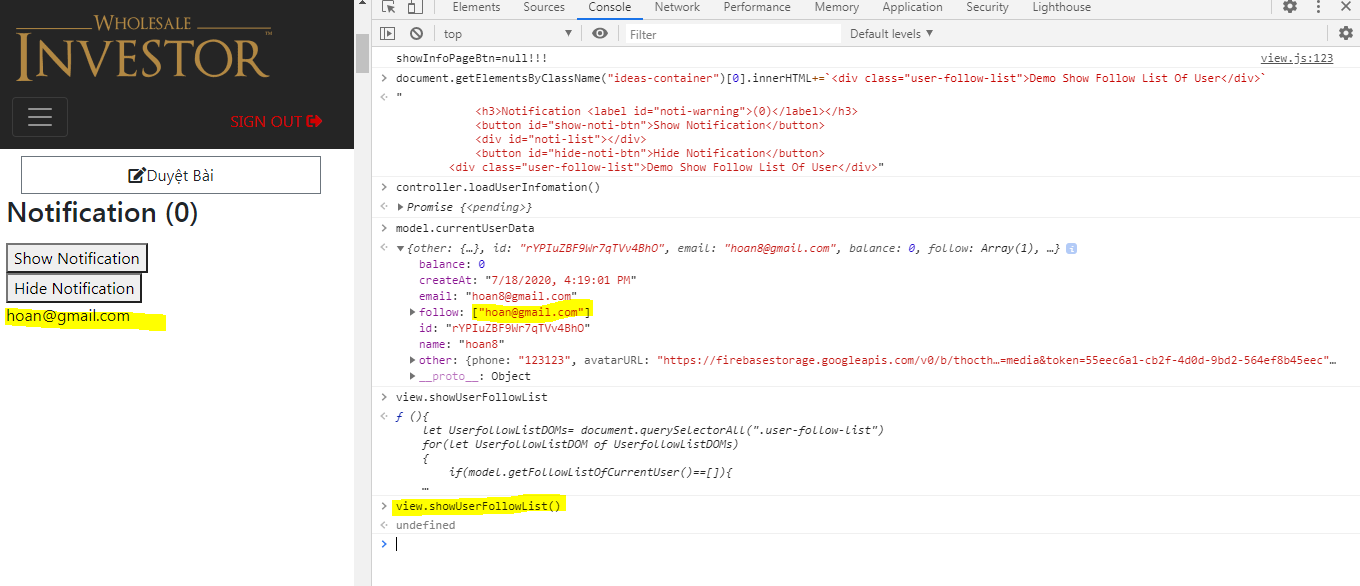 WHOLESALE
INVESTOR™
SIGN OUT
Duyệt Bài
Notification (0)
Show Notification
Hide Notification
hoan@gmail.com
Elements Sources Console Network Performance Memory Application Security Lighthouse
top Filter Default levels
showInfoPageBtn=null!!! view.js:123
document.getElementsByClassName("ideas-container")[0].innerHTML+=`<div class="user-follow-list">Demo Show Follow List Of User</div>`
"
<h3>Notification <label id="noti-warning">(0)</label></h3>
<button id="show-noti-btn">Show Notification</button>
<div id="noti-list"></div>
<button id="hide-noti-btn">Hide Notification</button>
<div class="user-follow-list">Demo Show Follow List Of User</div>"
controller.loadUserInfomation()
Promise {<pending>}
model.currentUserData
{other: {…}, id: "rYPIuZBF9Wr7qTVv4BhO", email: "hoan8@gmail.com", balance: 0, follow: Array(1), …}
balance: 0
createAt: "7/18/2020, 4:19:01 PM"
email: "hoan8@gmail.com"
follow: ["hoan@gmail.com"]
id: "rYPIuZBF9Wr7qTVv4BhO"
name: "hoan8"
other: {phone: "123123", avatarURL: "https://firebasestorage.googleapis.com/v0/b/thocth…=media&token=55eec6a1-cb2f-4d0d-9bd2-564ef8b45eec"…
__proto__: Object
view.showUserFollowList
ƒ (){
let UserfollowListDOMs= document.querySelectorAll(".user-follow-list")
for(let UserfollowListDOM of UserfollowListDOMs)
{
if(model.getFollowListOfCurrentUser()==[]){
…
view.showUserFollowList()
undefined